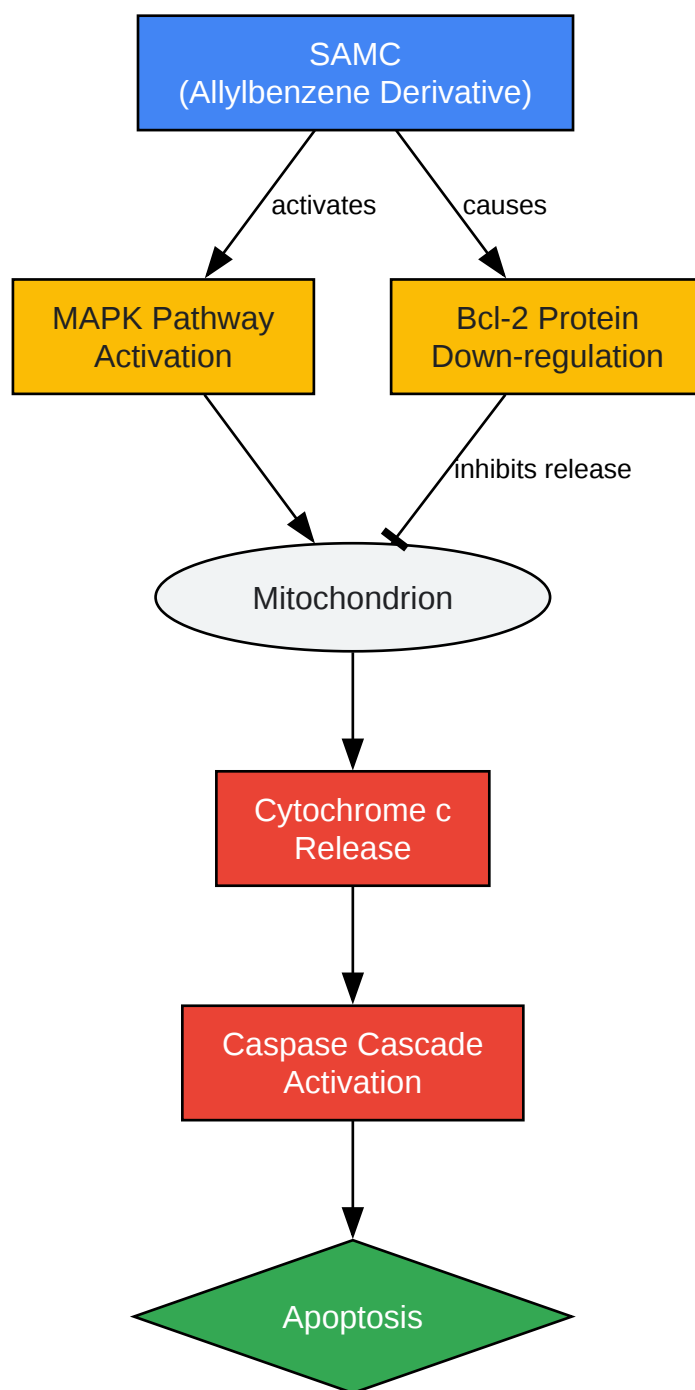 SAMC
(Allylbenzene Derivative)
activates
causes
MAPK Pathway
Activation
Bcl-2 Protein
Down-regulation
inhibits release
Mitochondrion
Cytochrome c
Release
Caspase Cascade
Activation
Apoptosis